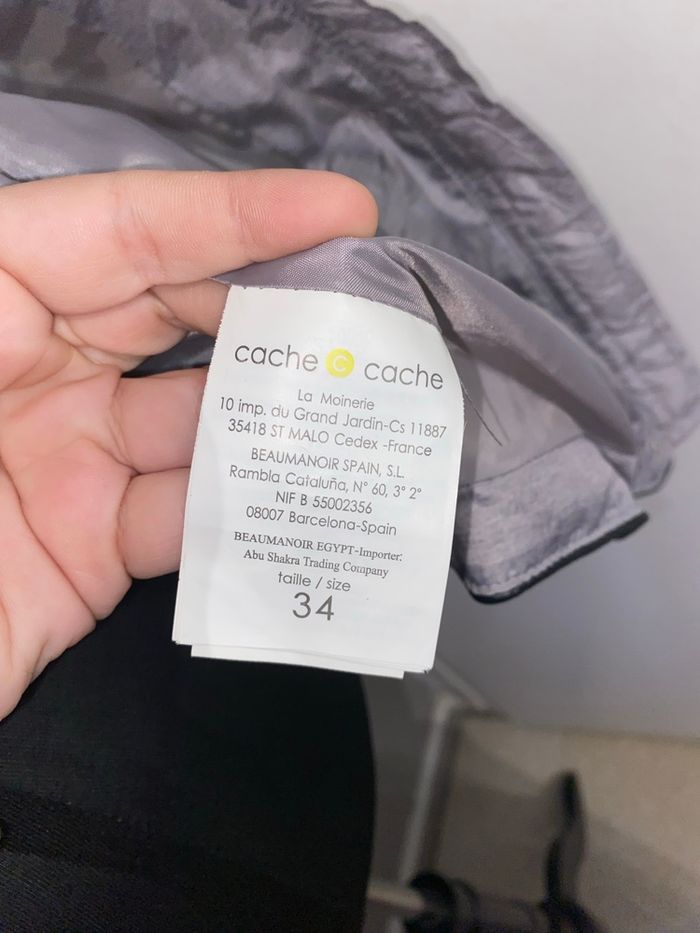 cache c cache
La Moinerie
10 imp. du Grand Jardin-Cs 11887
35418 ST MALO Cedex -France
BEAUMANOIR SPAIN, S.L.
Rambla Cataluña, N° 60, 3° 2°
NIF B 55002356
08007 Barcelona-Spain
BEAUMANOIR EGYPT-Importer:
Abu Shakra Trading Company
taille / size
34